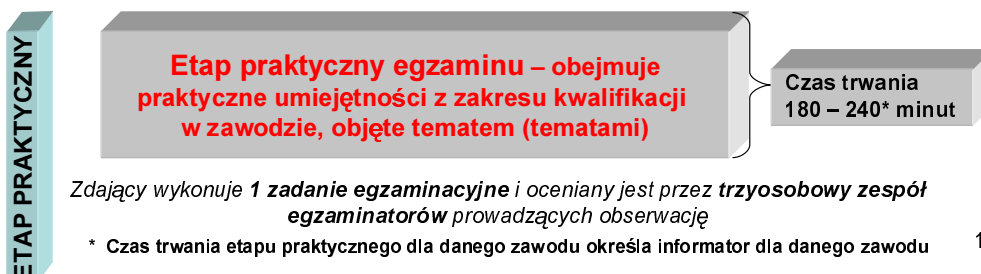 ETAP PRAKTYCZNY
Etap praktyczny egzaminu – obejmuje
praktyczne umiejętności z zakresu kwalifikacji
w zawodzie, objęte tematem (tematami)
Czas trwania
180 – 240* minut
Zdający wykonuje 1 zadanie egzaminacyjne i oceniany jest przez trzyosobowy zespół
egzaminatorów prowadzących obserwację
* Czas trwania etapu praktycznego dla danego zawodu określa informator dla danego zawodu